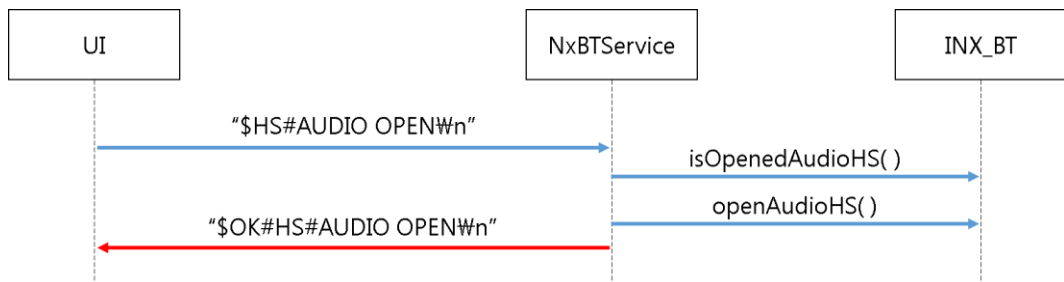 UI
NxBTService
INX_BT
“$HS#AUDIO OPEN₩n”
isOpenedAudioHS( )
openAudioHS( )
“$OK#HS#AUDIO OPEN₩n”